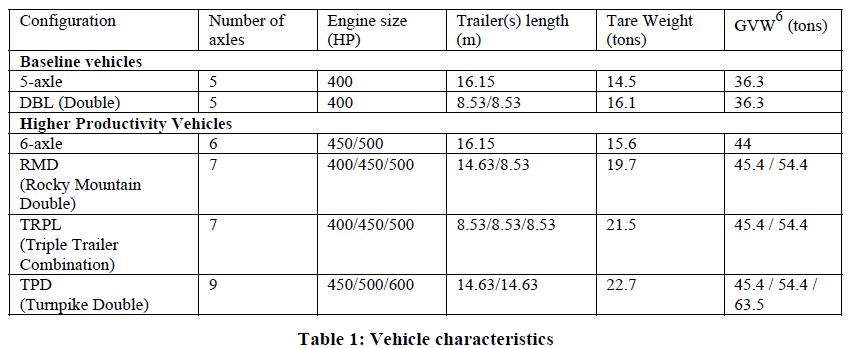 Configuration Number of axles Engine size (HP) Trailer(s) length (m) Tare Weight (tons) GVW6 (tons)
Baseline vehicles
5-axle 5 400 16.15 14.5 36.3
DBL (Double) 5 400 8.53/8.53 16.1 36.3
Higher Productivity Vehicles
6-axle 6 450/500 16.15 15.6 44
RMD (Rocky Mountain Double) 7 400/450/500 14.63/8.53 19.7 45.4 / 54.4
TRPL (Triple Trailer Combination) 7 400/450/500 8.53/8.53/8.53 21.5 45.4 / 54.4
TPD (Turnpike Double) 9 450/500/600 14.63/14.63 22.7 45.4 / 54.4 / 63.5
Table 1: Vehicle characteristics